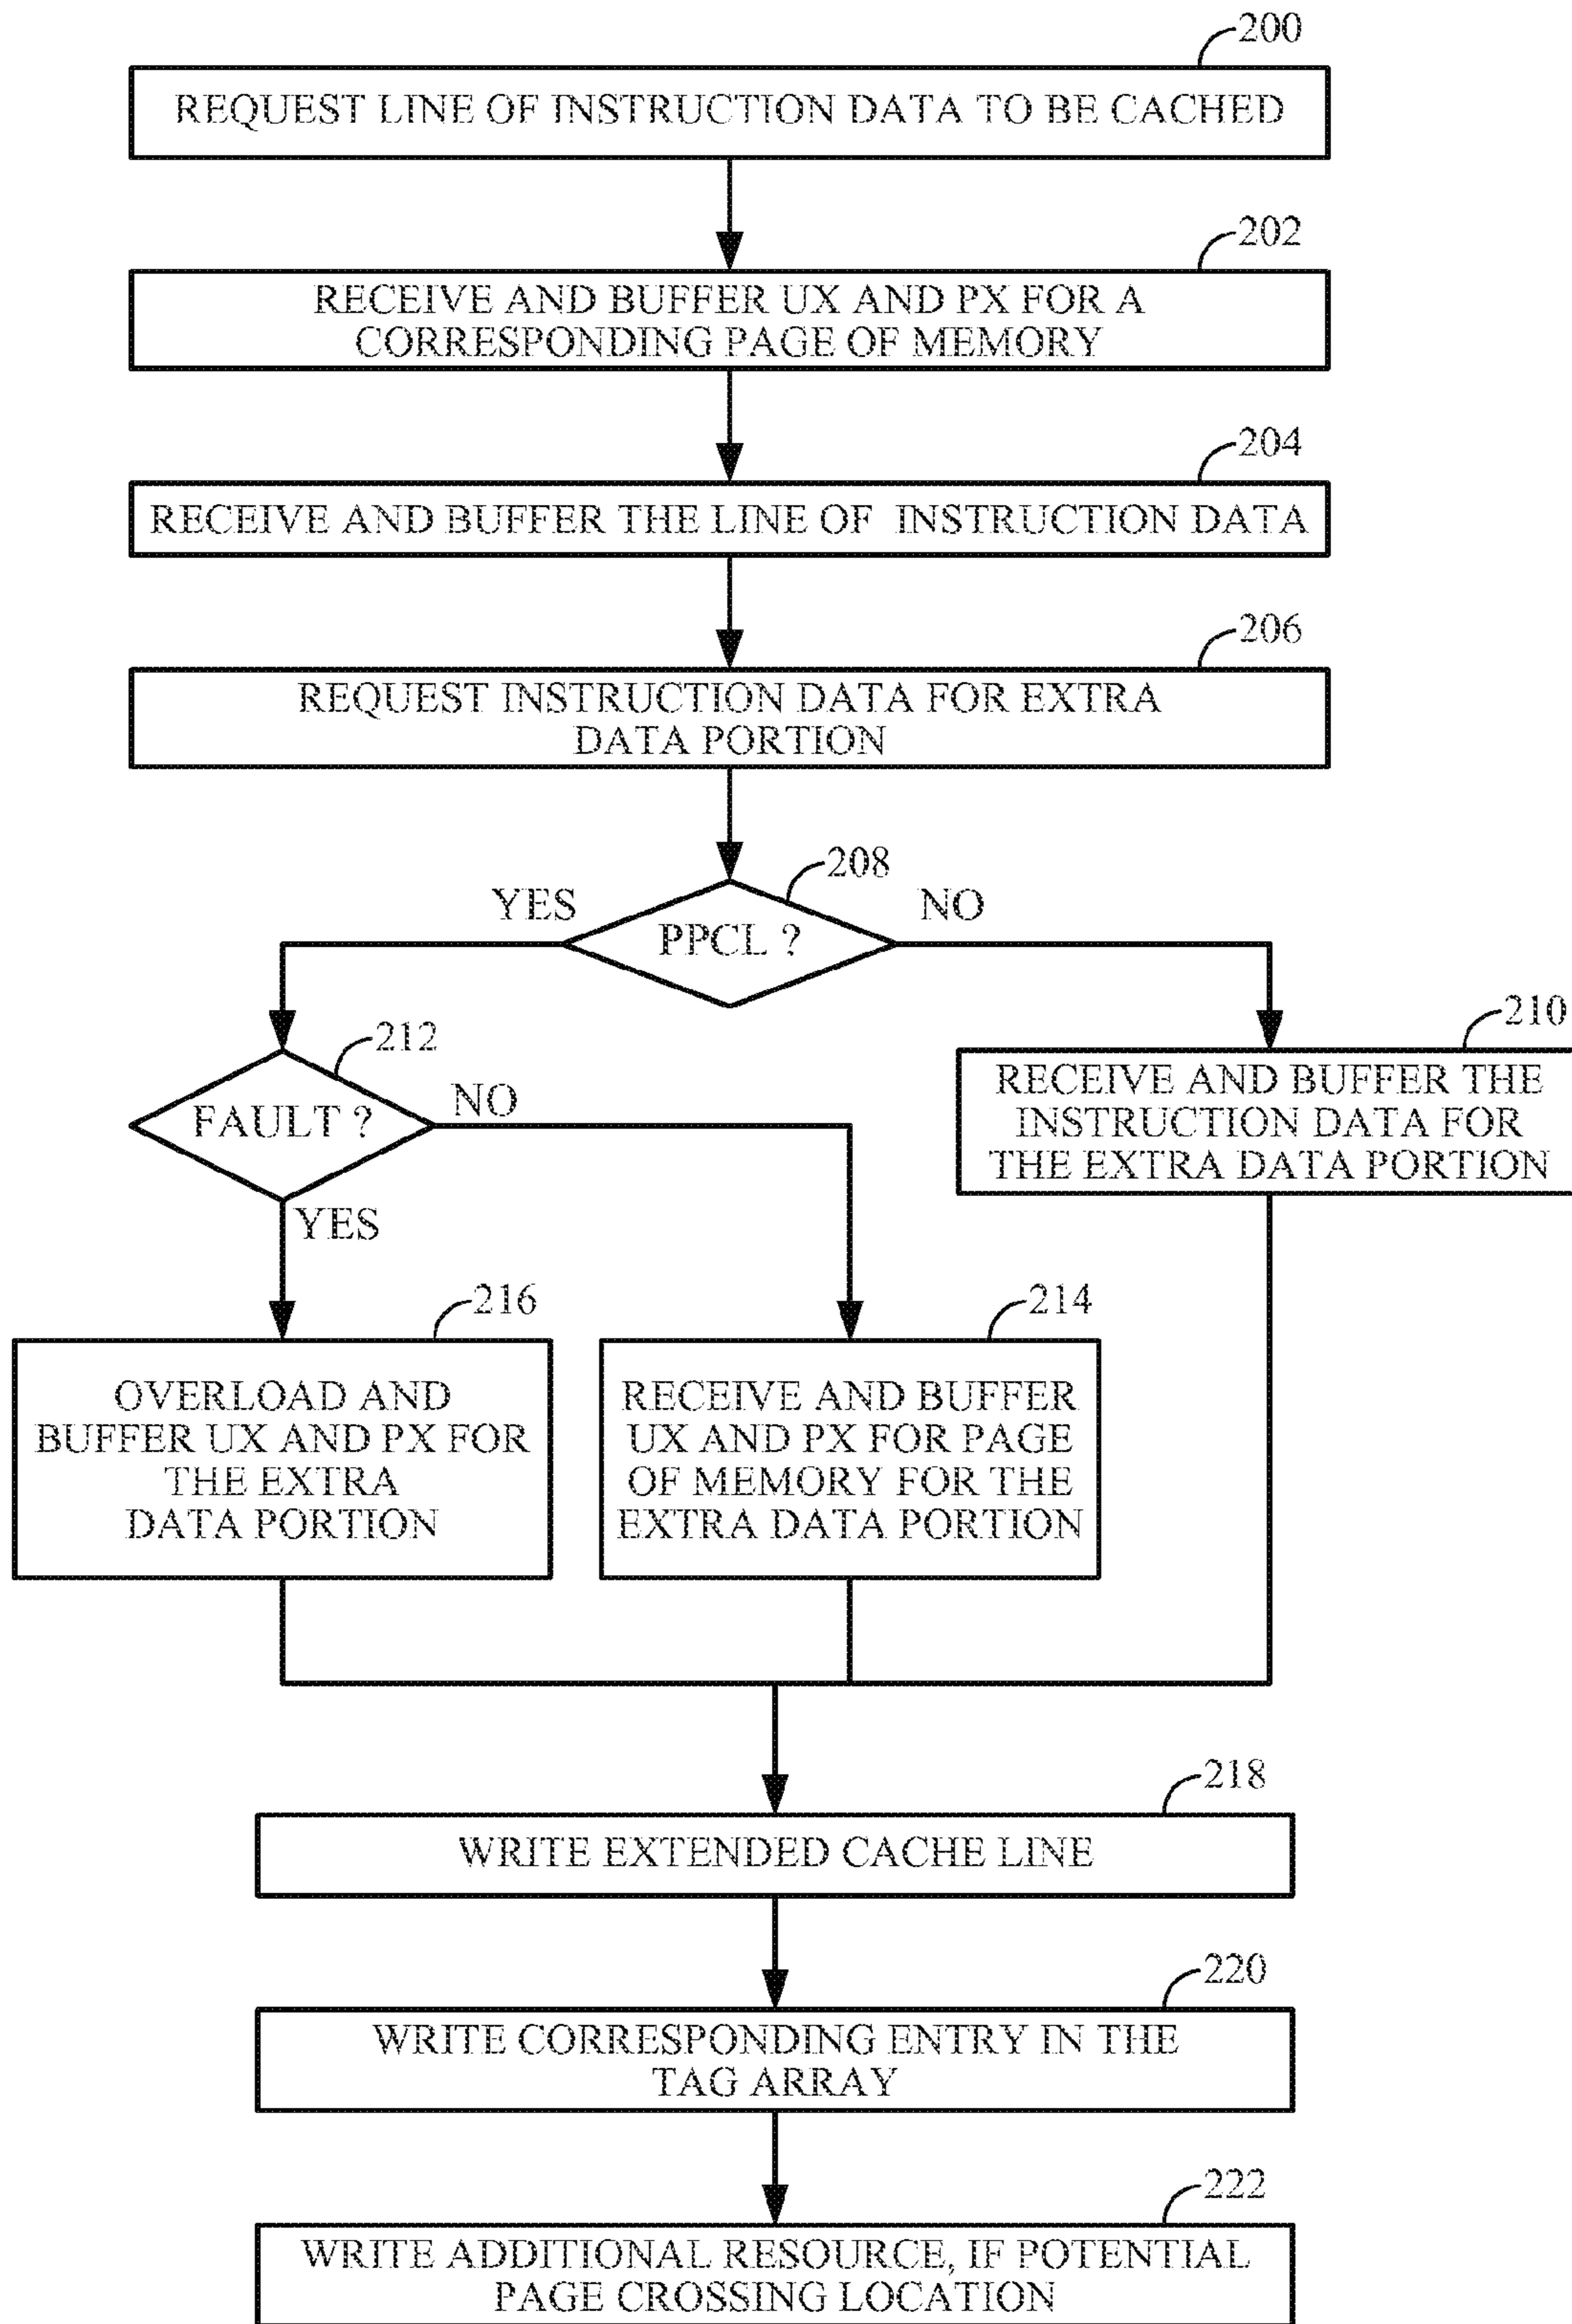 200
REQUEST LINE OF INSTRUCTION DATA TO BE CACHED
202
RECEIVE AND BUFFER UX AND PX FOR A
CORRESPONDING PAGE OF MEMORY
204
RECEIVE AND BUFFER THE LINE OF INSTRUCTION DATA
206
REQUEST INSTRUCTION DATA FOR EXTRA
DATA PORTION
208
YES
NO
PPCL ?
212
210
FAULT ?
NO
YES
RECEIVE AND BUFFER THE
INSTRUCTION DATA FOR
THE EXTRA DATA PORTION
216
OVERLOAD AND
BUFFER UX AND PX FOR
THE EXTRA
DATA PORTION
214
RECEIVE AND BUFFER
UX AND PX FOR PAGE
OF MEMORY FOR THE
EXTRA DATA PORTION
218
WRITE EXTENDED CACHE LINE
220
WRITE CORRESPONDING ENTRY IN THE
TAG ARRAY
222
WRITE ADDITIONAL RESOURCE, IF POTENTIAL
PAGE CROSSING LOCATION